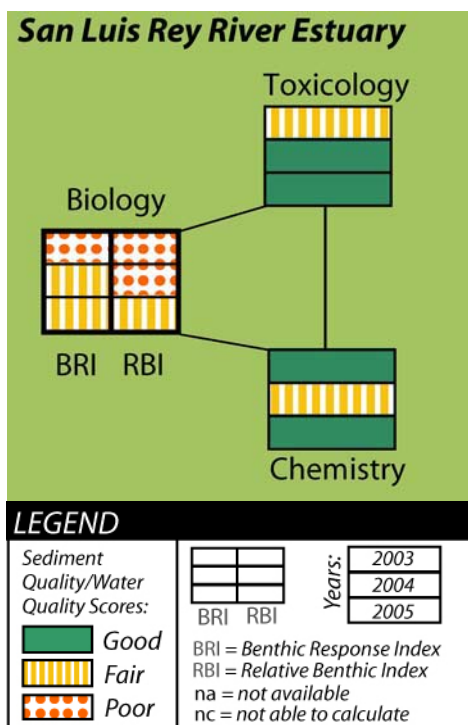 San Luis Rey River Estuary
Toxicology
Biology
BRI RBI
Chemistry
LEGEND
Sediment
Quality/Water
Quality Scores:
Good
Fair
Poor
BRI RBI
Years:
2003
2004
2005
BRI = Benthic Response Index
RBI = Relative Benthic Index
na = not available
nc = not able to calculate